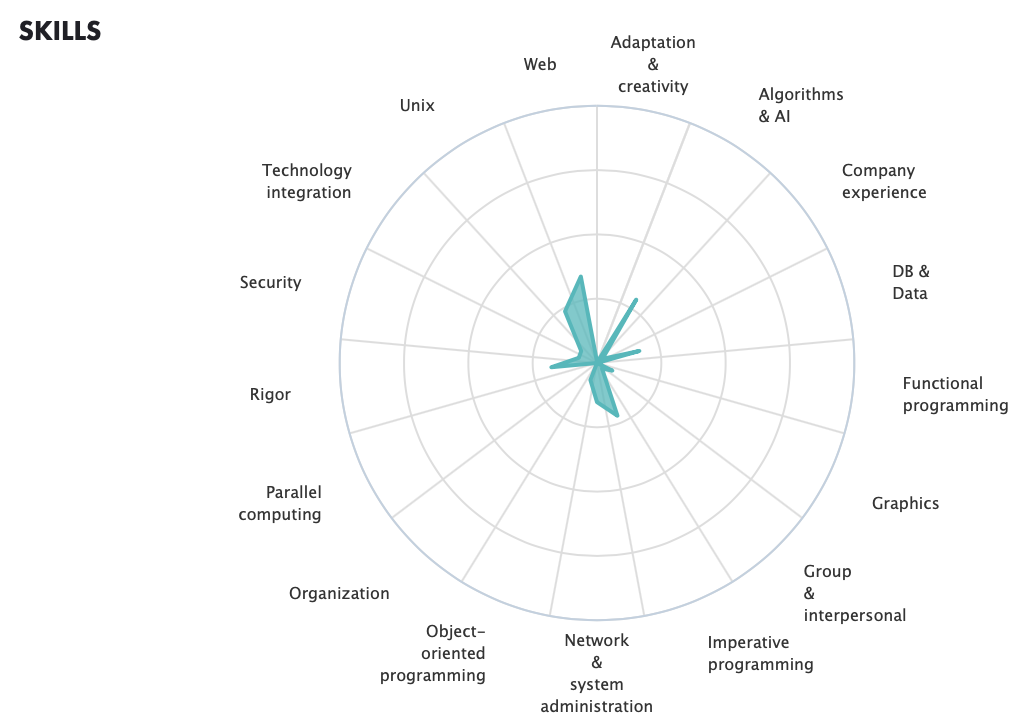 SKILLS
Adaptation
&
creativity
Algorithms
& AI
Company
experience
DB &
Data
Functional
programming
Graphics
Group
&
interpersonal
Imperative
programming
Network
&
system
administration
Object-
oriented
programming
Organization
Parallel
computing
Rigor
Security
Technology
integration
Unix
Web